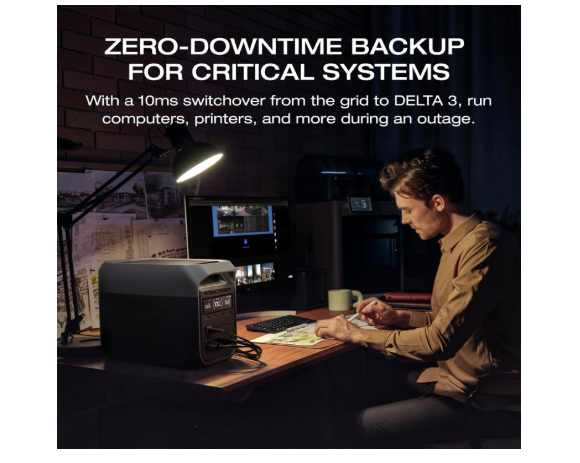 ZERO-DOWNTIME BACKUP
FOR CRITICAL SYSTEMS
With a 10ms switchover from the grid to DELTA 3, run
computers, printers, and more during an outage.